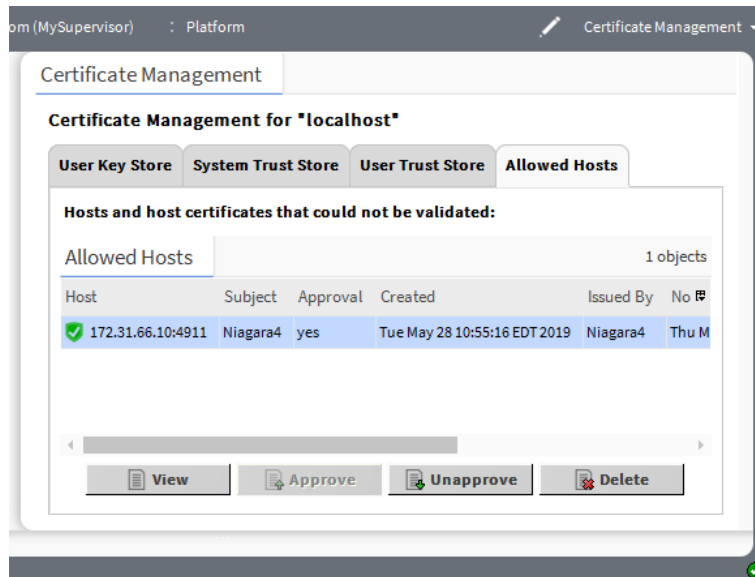 om (MySupervisor) : Platform Certificate Management
Certificate Management
Certificate Management for "localhost"
User Key Store System Trust Store User Trust Store Allowed Hosts
Hosts and host certificates that could not be validated:
Allowed Hosts 1 objects
Host Subject Approval Created Issued By No
172.31.66.10:4911 Niagara4 yes Tue May 28 10:55:16 EDT 2019 Niagara4 Thu M
View Approve Unapprove Delete